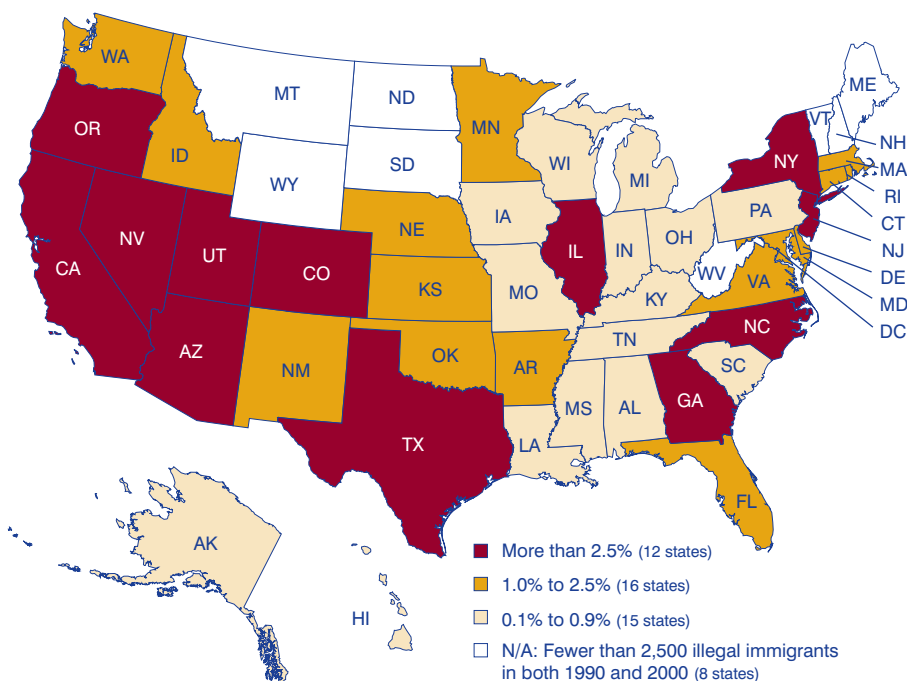 WA
MT
ND
MN
ME
VT
NH
OR
ID
SD
WI
MI
NY
MA
RI
WY
IA
PA
CT
NE
NJ
NV
UT
CO
IL
IN
OH
DE
CA
KS
MO
WV
VA
MD
KY
DC
AZ
NM
OK
AR
TN
NC
SC
MS
AL
GA
TX
LA
FL
AK
HI
More than 2.5% (12 states)
1.0% to 2.5% (16 states)
0.1% to 0.9% (15 states)
N/A: Fewer than 2,500 illegal immigrants
in both 1990 and 2000 (8 states)